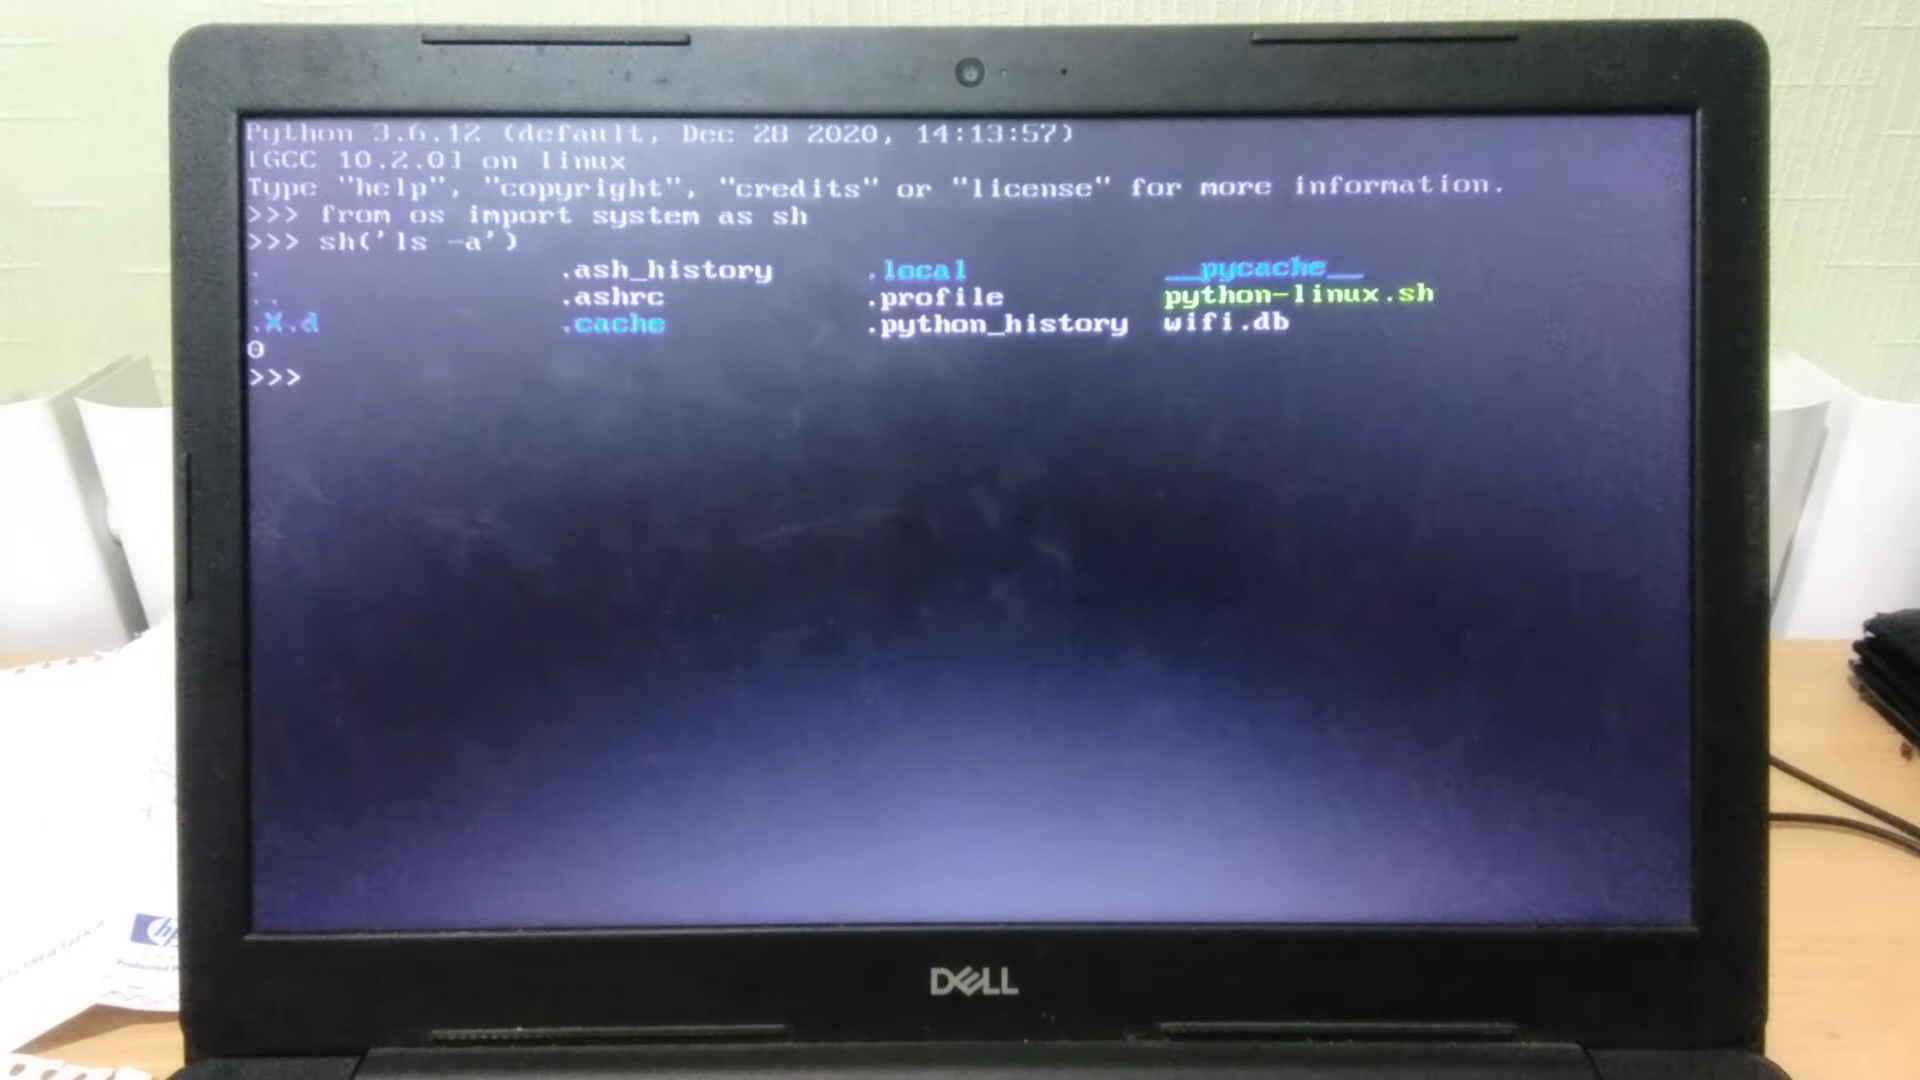 Python 3.6.12 (default, Dec 28 2020, 14:13:57)
[GCC 10.2.0] on linux
Type "help", "copyright", "credits" or "license" for more information.
>>> from os import system as sh
>>> sh('ls -a')
. .ash_history .local __pycache__
.. .ashrc .profile python-linux.sh
.X.d .cache .python_history wifi.db
0
>>>
hp
Preferred
DELL